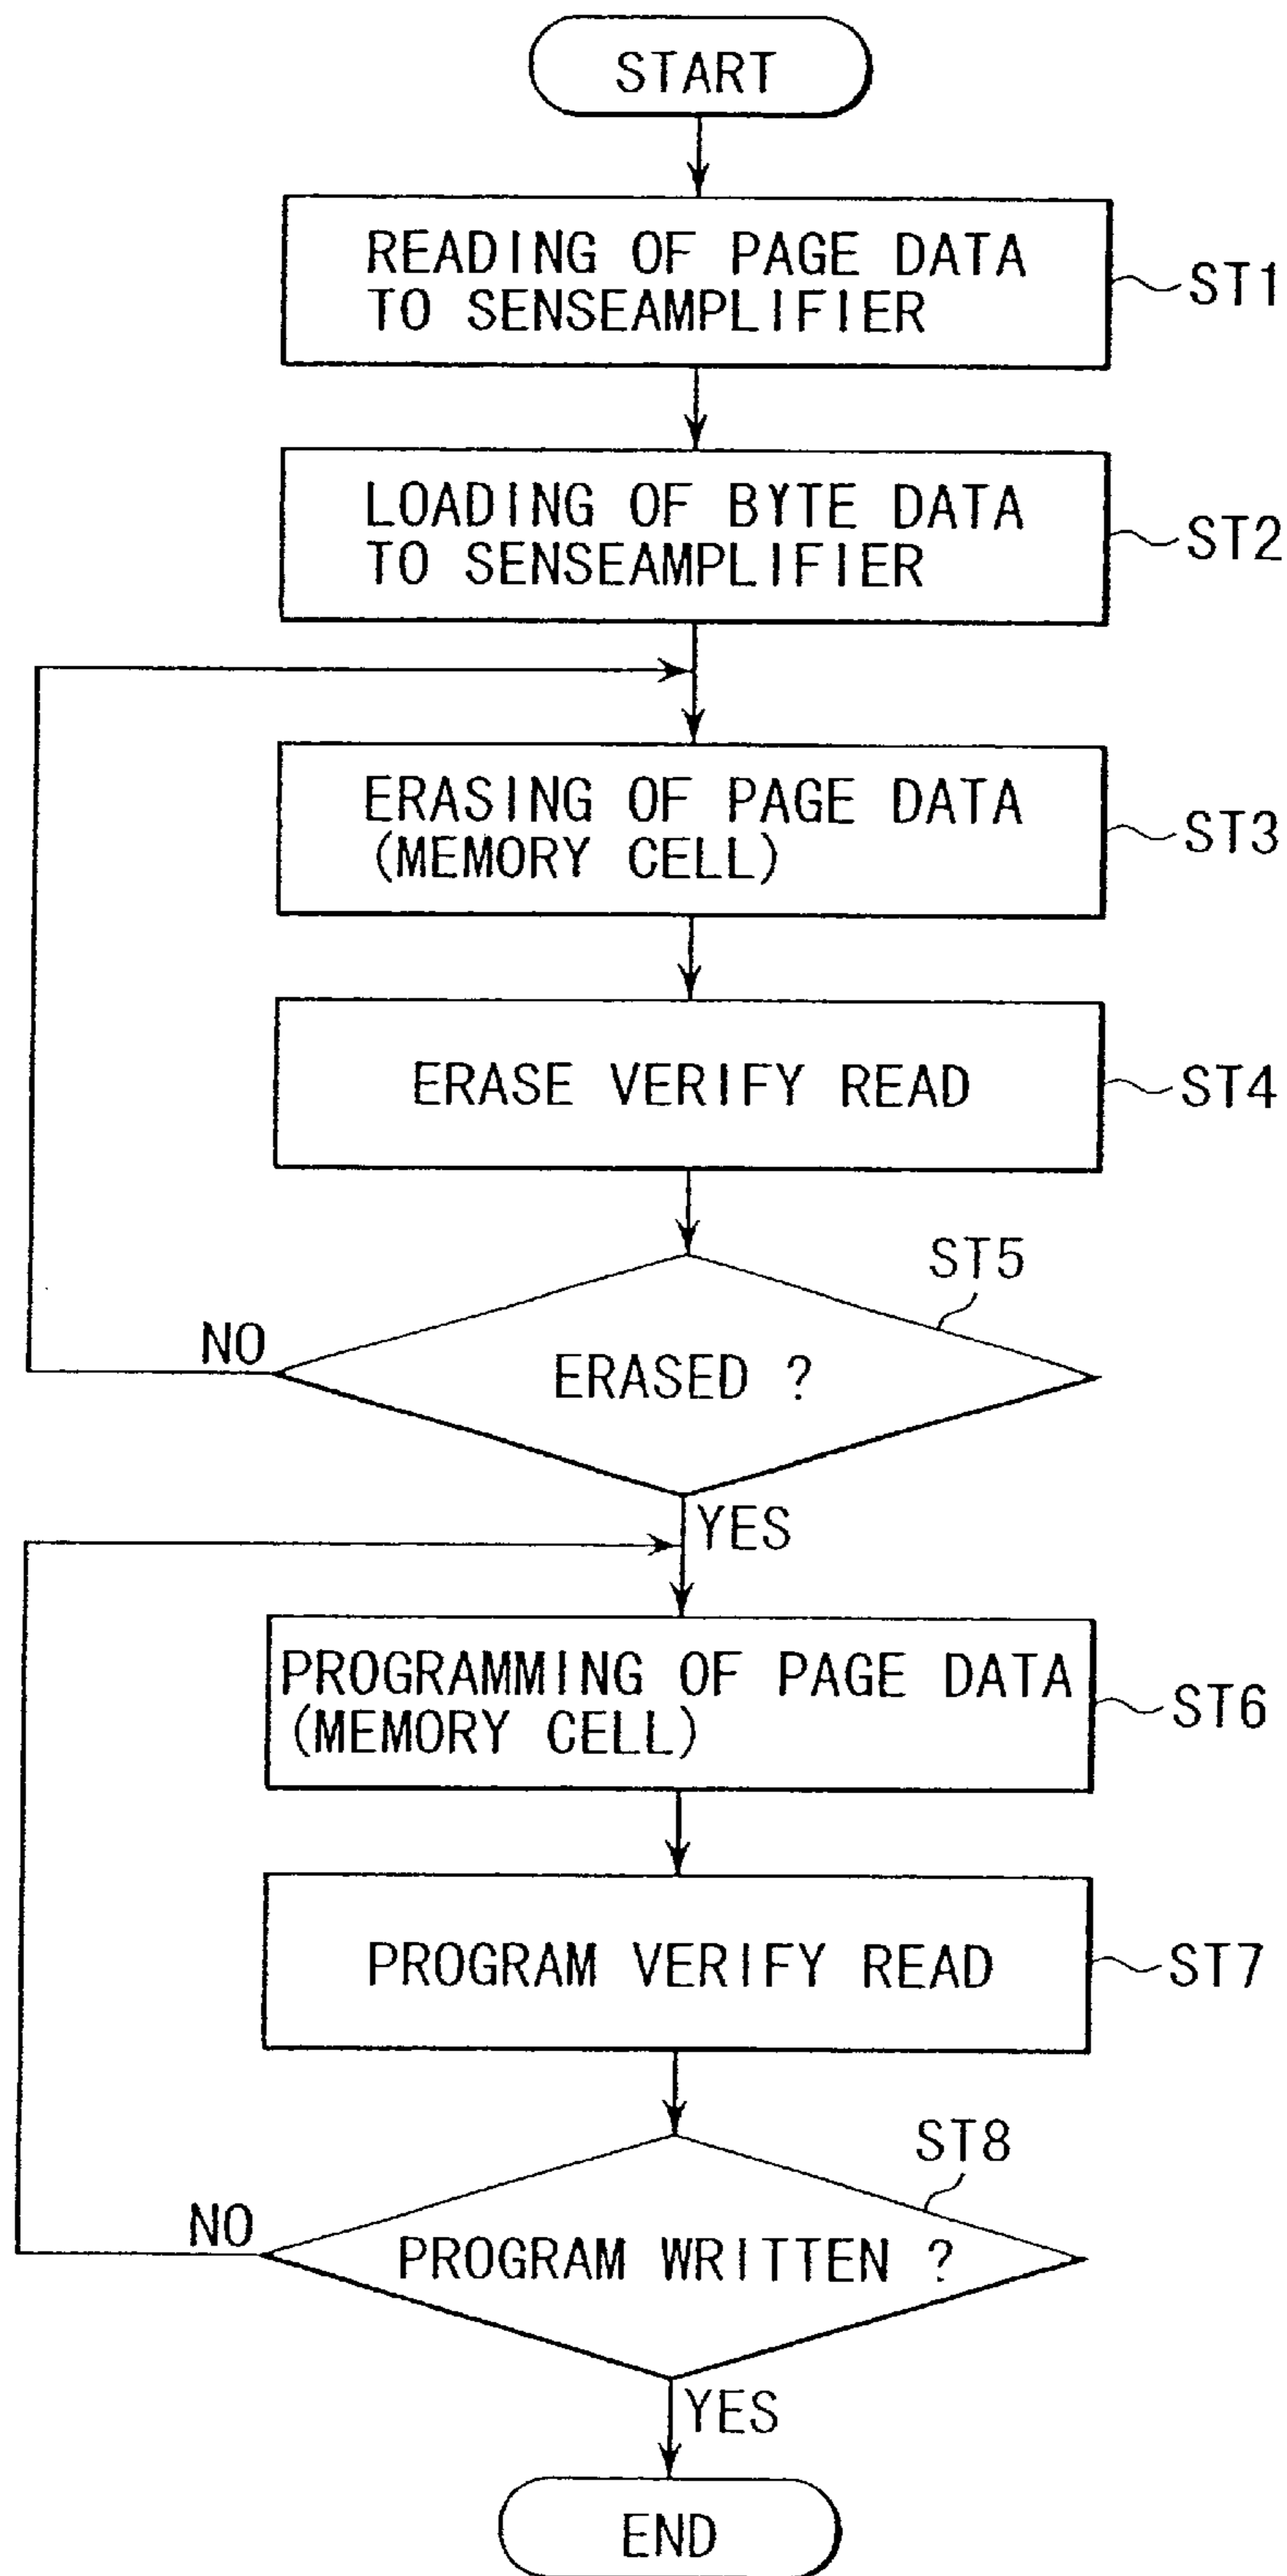 START
READING OF PAGE DATA
TO SENSEAMPLIFIER
ST1
LOADING OF BYTE DATA
TO SENSEAMPLIFIER
ST2
ERASING OF PAGE DATA
(MEMORY CELL)
ST3
ERASE VERIFY READ
ST4
ST5
NO
ERASED ?
YES
PROGRAMMING OF PAGE DATA
(MEMORY CELL)
ST6
PROGRAM VERIFY READ
ST7
ST8
NO
PROGRAM WRITTEN ?
YES
END